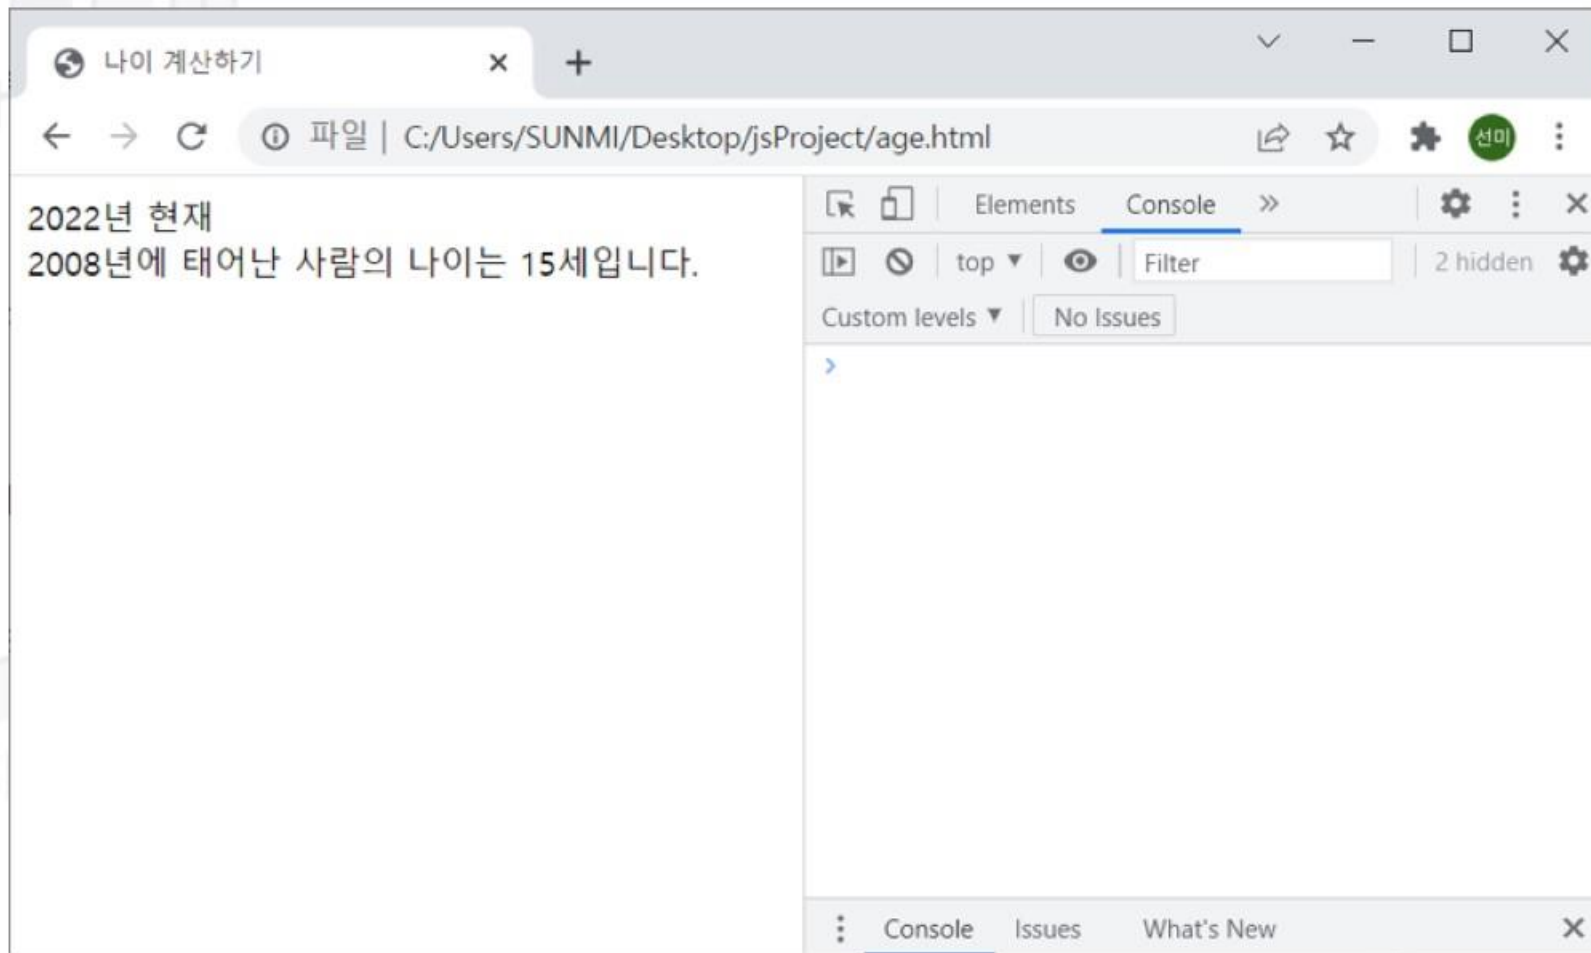 나이 계산하기
파일 | C:/Users/SUNMI/Desktop/jsProject/age.html
선미
2022년 현재
2008년에 태어난 사람의 나이는 15세입니다.
Elements Console
top Filter 2 hidden
Custom levels No Issues
Console Issues What's New